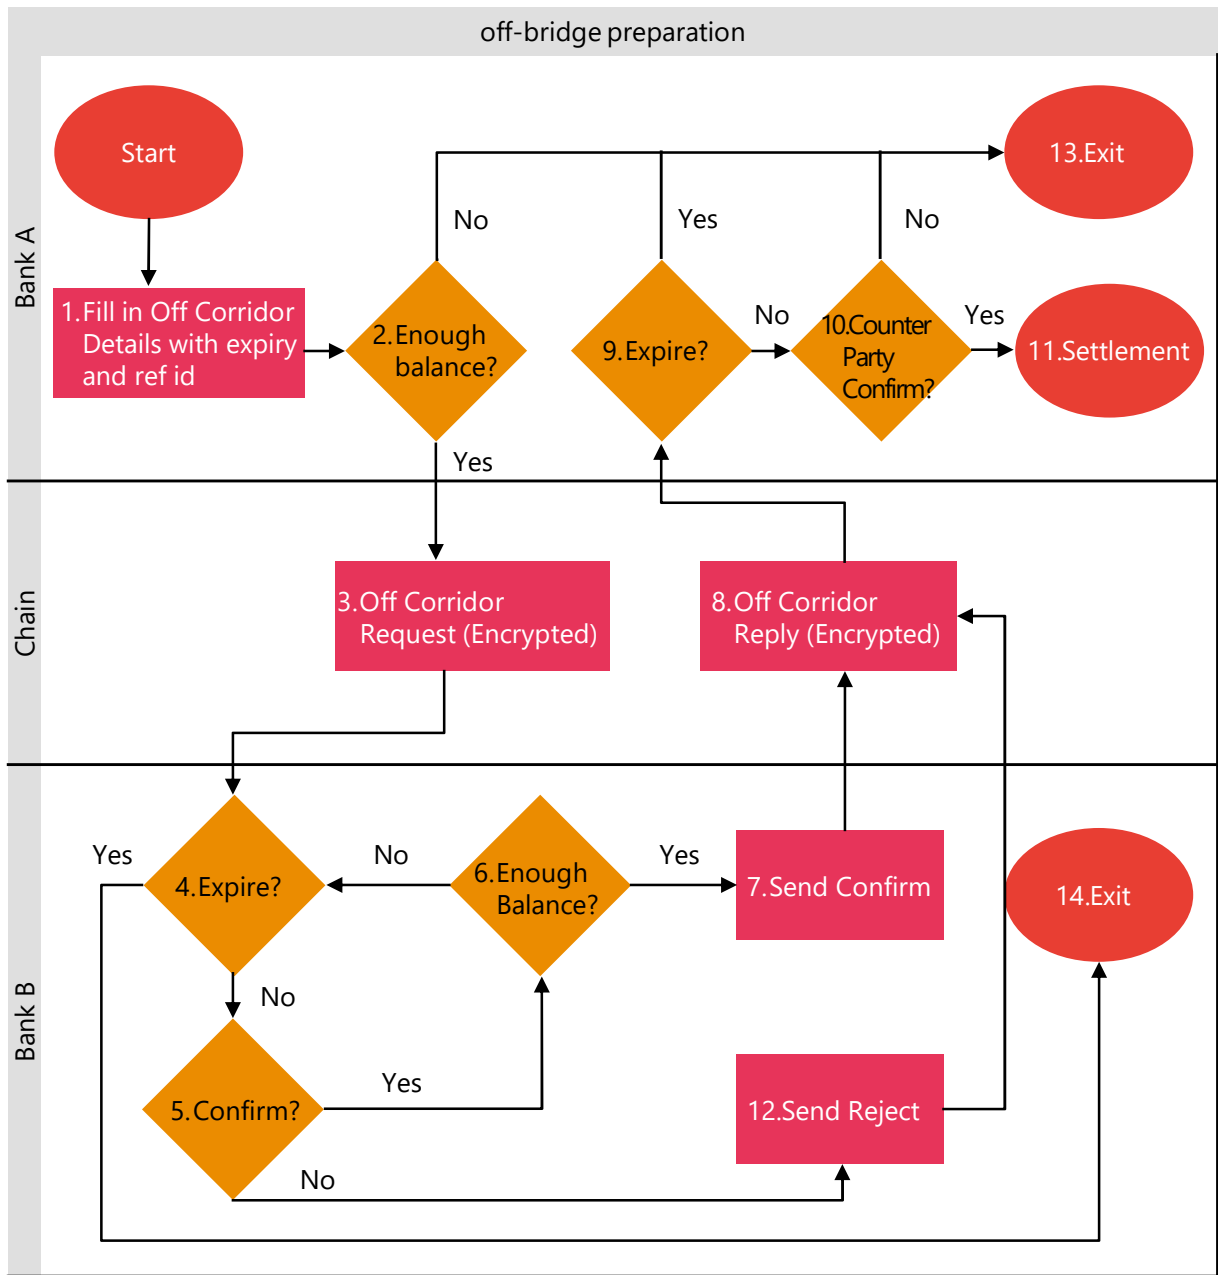 off-bridge preparation
Bank A
Start
13.Exit
No
Yes
No
1.Fill in Off Corridor
Details with expiry
and ref id
2.Enough
balance?
9.Expire?
No
10.Counter
Party
Confirm?
Yes
11.Settlement
Yes
Chain
3.Off Corridor
Request (Encrypted)
8.Off Corridor
Reply (Encrypted)
Bank B
Yes
4.Expire?
No
6.Enough
Balance?
Yes
7.Send Confirm
14.Exit
No
5.Confirm?
Yes
12.Send Reject
No